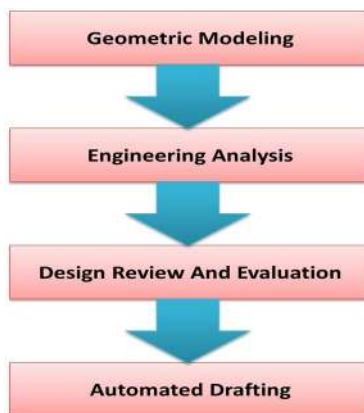 Geometric Modeling
Engineering Analysis
Design Review And Evaluation
Automated Drafting